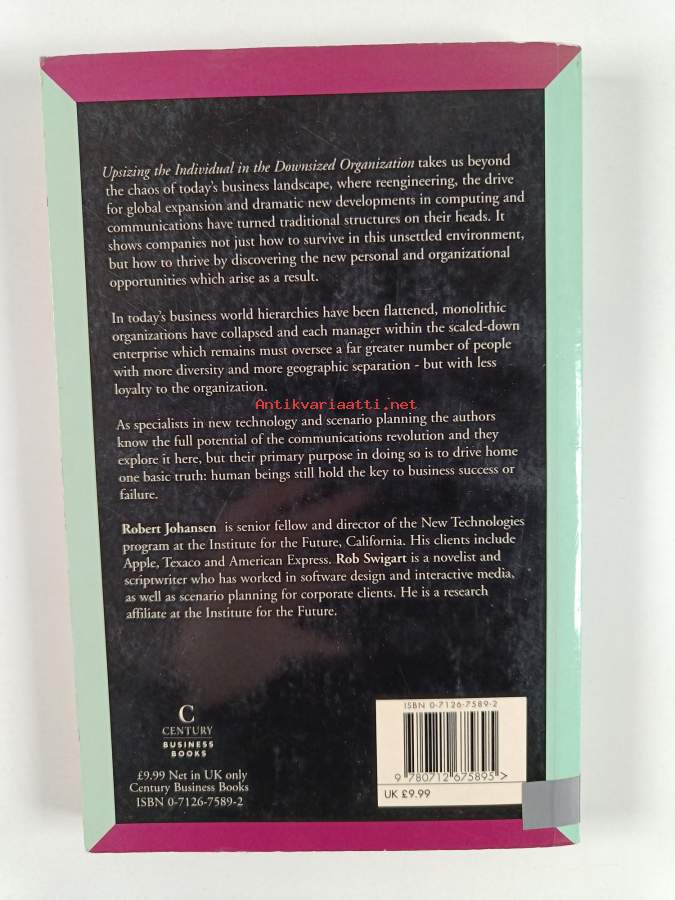 Upsizing the Individual in the Downsized Organization takes us beyond
the chaos of today's business landscape, where reengineering, the drive
for global expansion and dramatic new developments in computing and
communications have turned traditional structures on their heads. It
shows companies not just how to survive in this unsettled environment,
but how to thrive by discovering the new personal and organizational
opportunities which arise as a result.
In today's business world hierarchies have been flattened, monolithic
organizations have collapsed and each manager within the scaled-down
enterprise which remains must oversee a far greater number of people
with more diversity and more geographic separation - but with less
loyalty to the organization.
Antikvariaatti.net
As specialists in new technology and scenario planning the authors
know the full potential of the communications revolution and they
explore it here, but their primary purpose in doing so is to drive home
one basic truth: human beings still hold the key to business success or
failure.
Robert Johansen is senior fellow and director of the New Technologies
program at the Institute for the Future, California. His clients include
Apple, Texaco and American Express. Rob Swigart is a novelist and
scriptwriter who has worked in software design and interactive media,
as well as scenario planning for corporate clients. He is a research
affiliate at the Institute for the Future.
C
CENTURY
BUSINESS
BOOKS
£9.99 Net in UK only
Century Business Books
ISBN 0-7126-7589-2
ISBN 0-7126-7589-2
9 780712 675895 >
UK £9.99